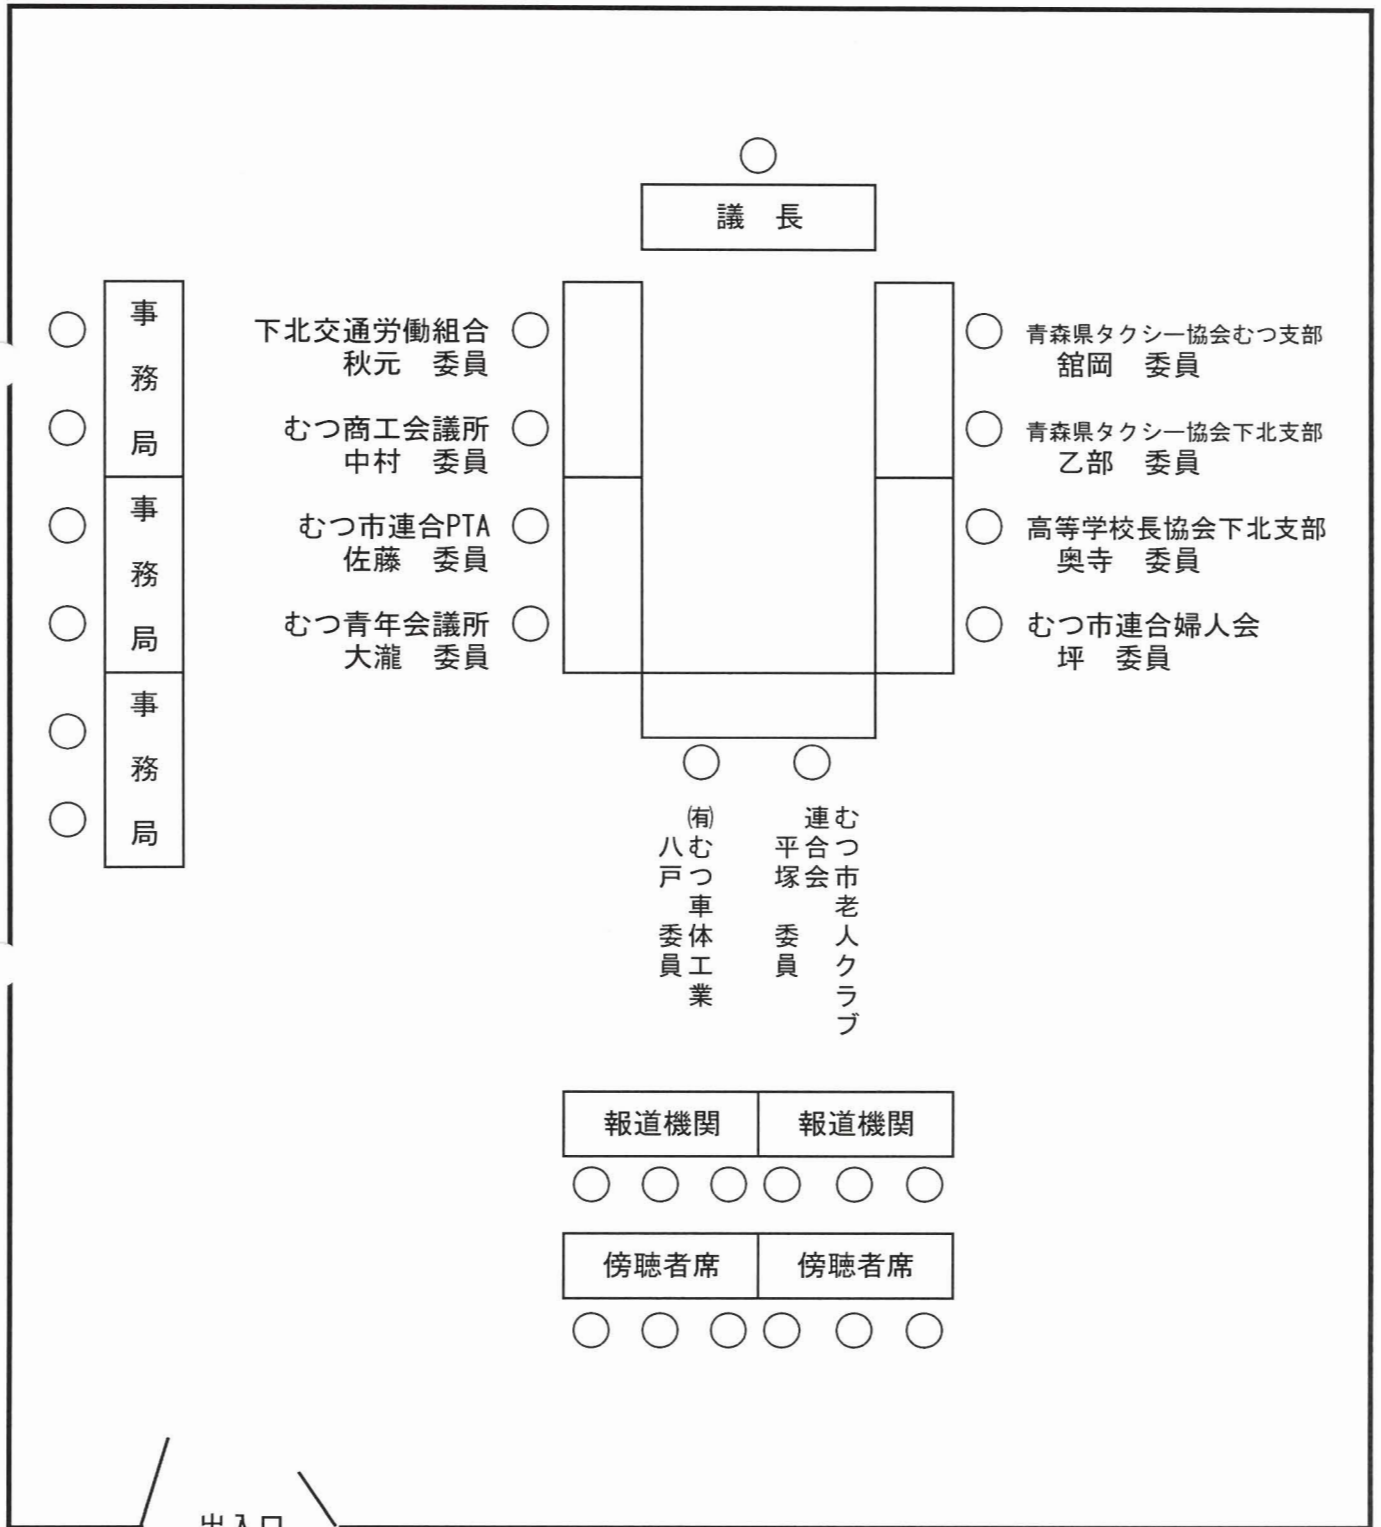 議　長
事務局
事務局
事務局
下北交通労働組合
秋元　委員
むつ商工会議所
中村　委員
むつ市連合PTA
佐藤　委員
むつ青年会議所
大瀧　委員
青森県タクシー協会むつ支部
舘岡　委員
青森県タクシー協会下北支部
乙部　委員
高等学校長協会下北支部
奥寺　委員
むつ市連合婦人会
坪　委員
むつ市老人クラブ
連合会
平塚　委員
㈲むつ車体工業
八戸　委員
報道機関
報道機関
傍聴者席
傍聴者席
出入口